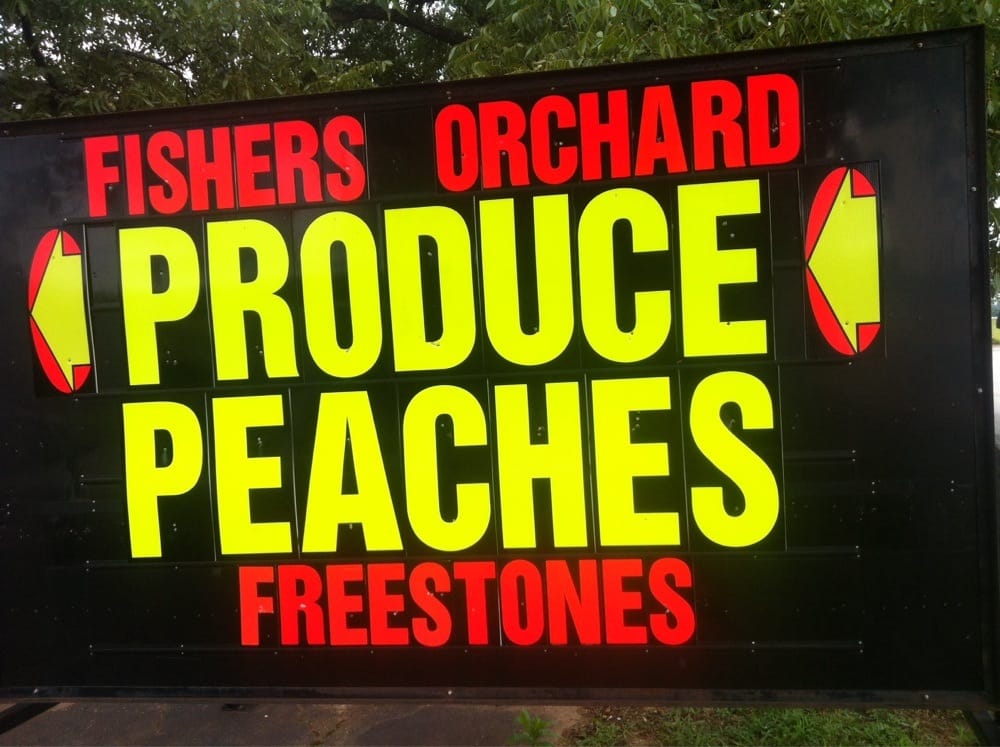 FISHERS ORCHARD
PRODUCE
PEACHES
FREESTONES